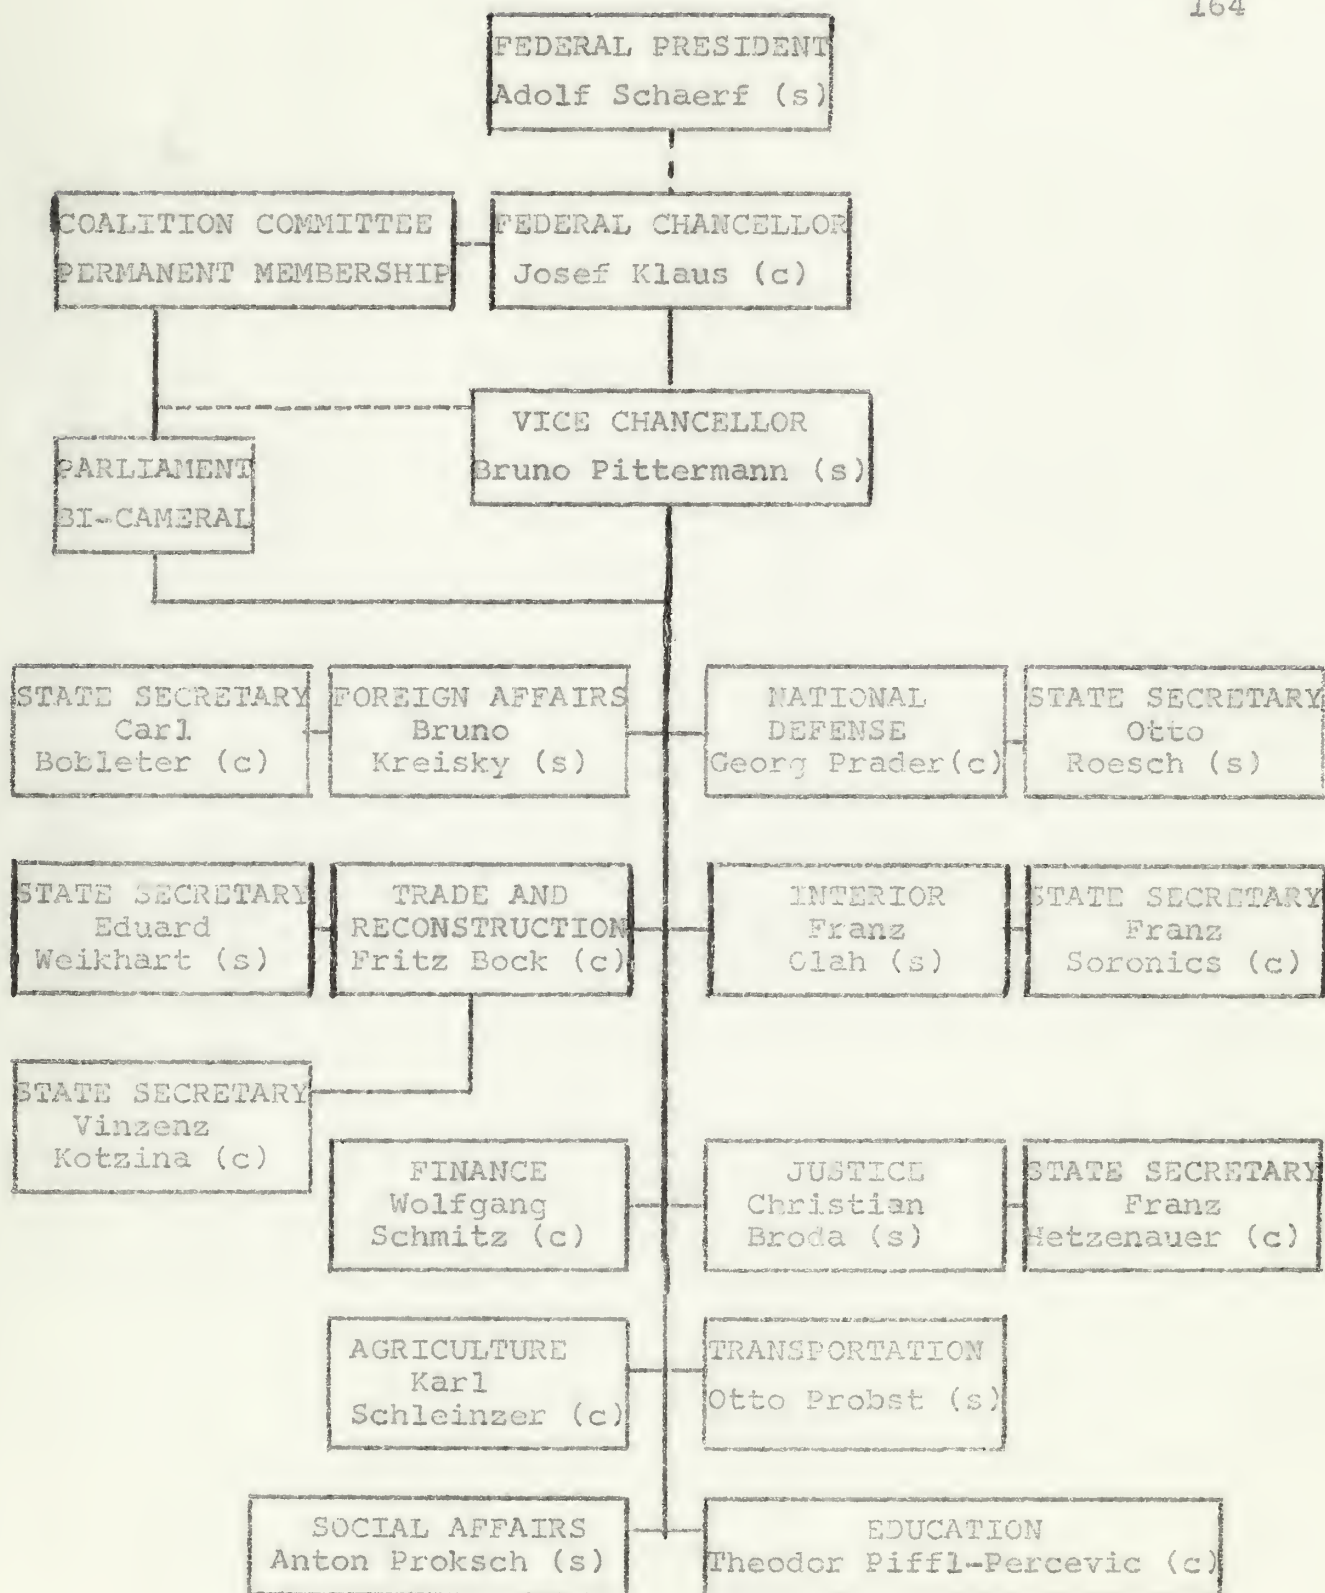 164
FEDERAL PRESIDENT
Adolf Schaerf (s)
COALITION COMMITTEE
PERMANENT MEMBERSHIP
FEDERAL CHANCELLOR
Josef Klaus (c)
VICE CHANCELLOR
Bruno Pittermann (s)
PARLIAMENT
BI-CAMERAL
STATE SECRETARY
Carl
Bobleter (c)
FOREIGN AFFAIRS
Bruno
Kreisky (s)
NATIONAL
DEFENSE
Georg Prader(c)
STATE SECRETARY
Otto
Roesch (s)
STATE SECRETARY
Eduard
Weikhart (s)
TRADE AND
RECONSTRUCTION
Fritz Bock (c)
INTERIOR
Franz
Olah (s)
STATE SECRETARY
Franz
Soronics (c)
STATE SECRETARY
Vinzenz
Kotzina (c)
FINANCE
Wolfgang
Schmitz (c)
JUSTICE
Christian
Broda (s)
STATE SECRETARY
Franz
Hetzenauer (c)
AGRICULTURE
Karl
Schleinzer (c)
TRANSPORTATION
Otto Probst (s)
SOCIAL AFFAIRS
Anton Proksch (s)
EDUCATION
Theodor Piffl-Percevic (c)